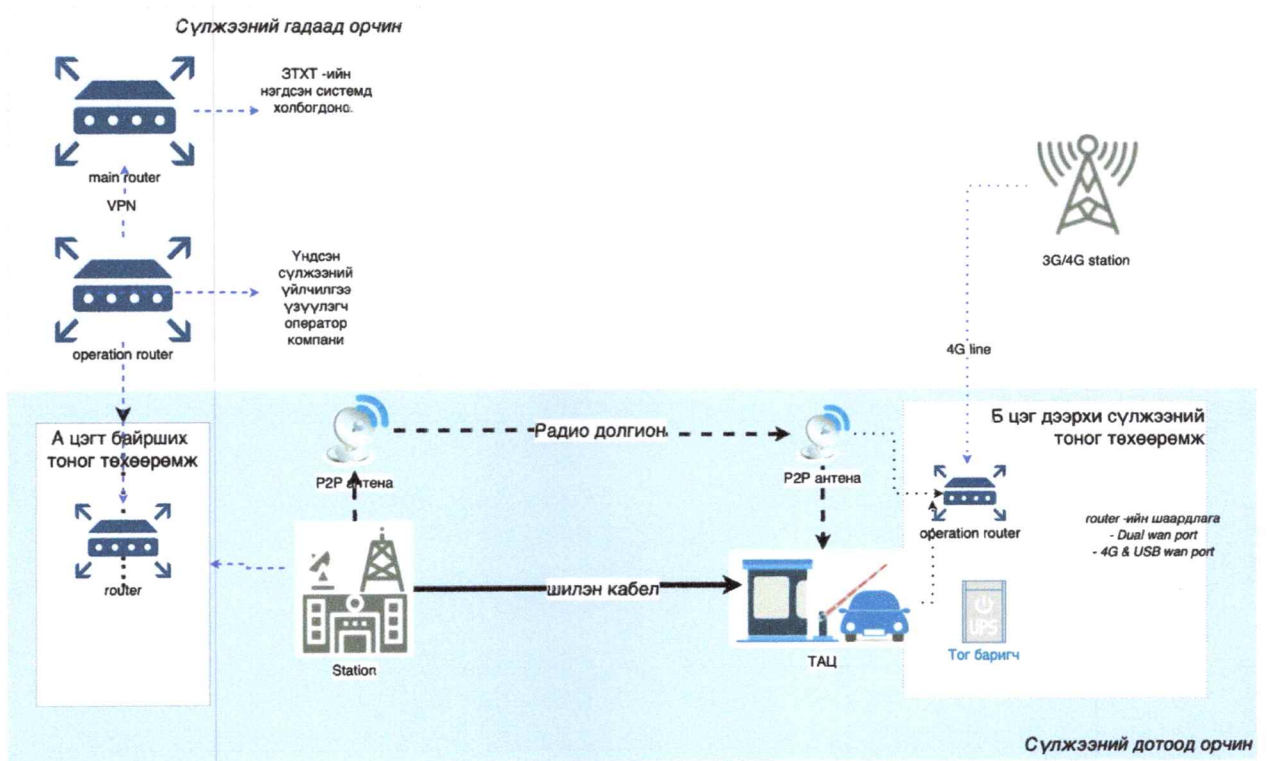 Сүлжээний гадаад орчин
ЗТХТ -ийн
нэгдсэн системд
холбогдоно.
main router
VPN
Үндсэн
сүлжээний
үйлчилгээ
үзүүлэгч
оператор
компани
operation router
3G/4G station
4G line
А цэгт байрших
тоног төхөөрөмж
router
P2P антена
Радио долгион
P2P антена
Б цэг дээрхи сүлжээний
тоног төхөөрөмж
operation router
router -ийн шаардлага
- Dual wan port
- 4G & USB wan port
шилэн кабел
Station
ТАЦ
UPS
Тог баригч
Сүлжээний дотоод орчин